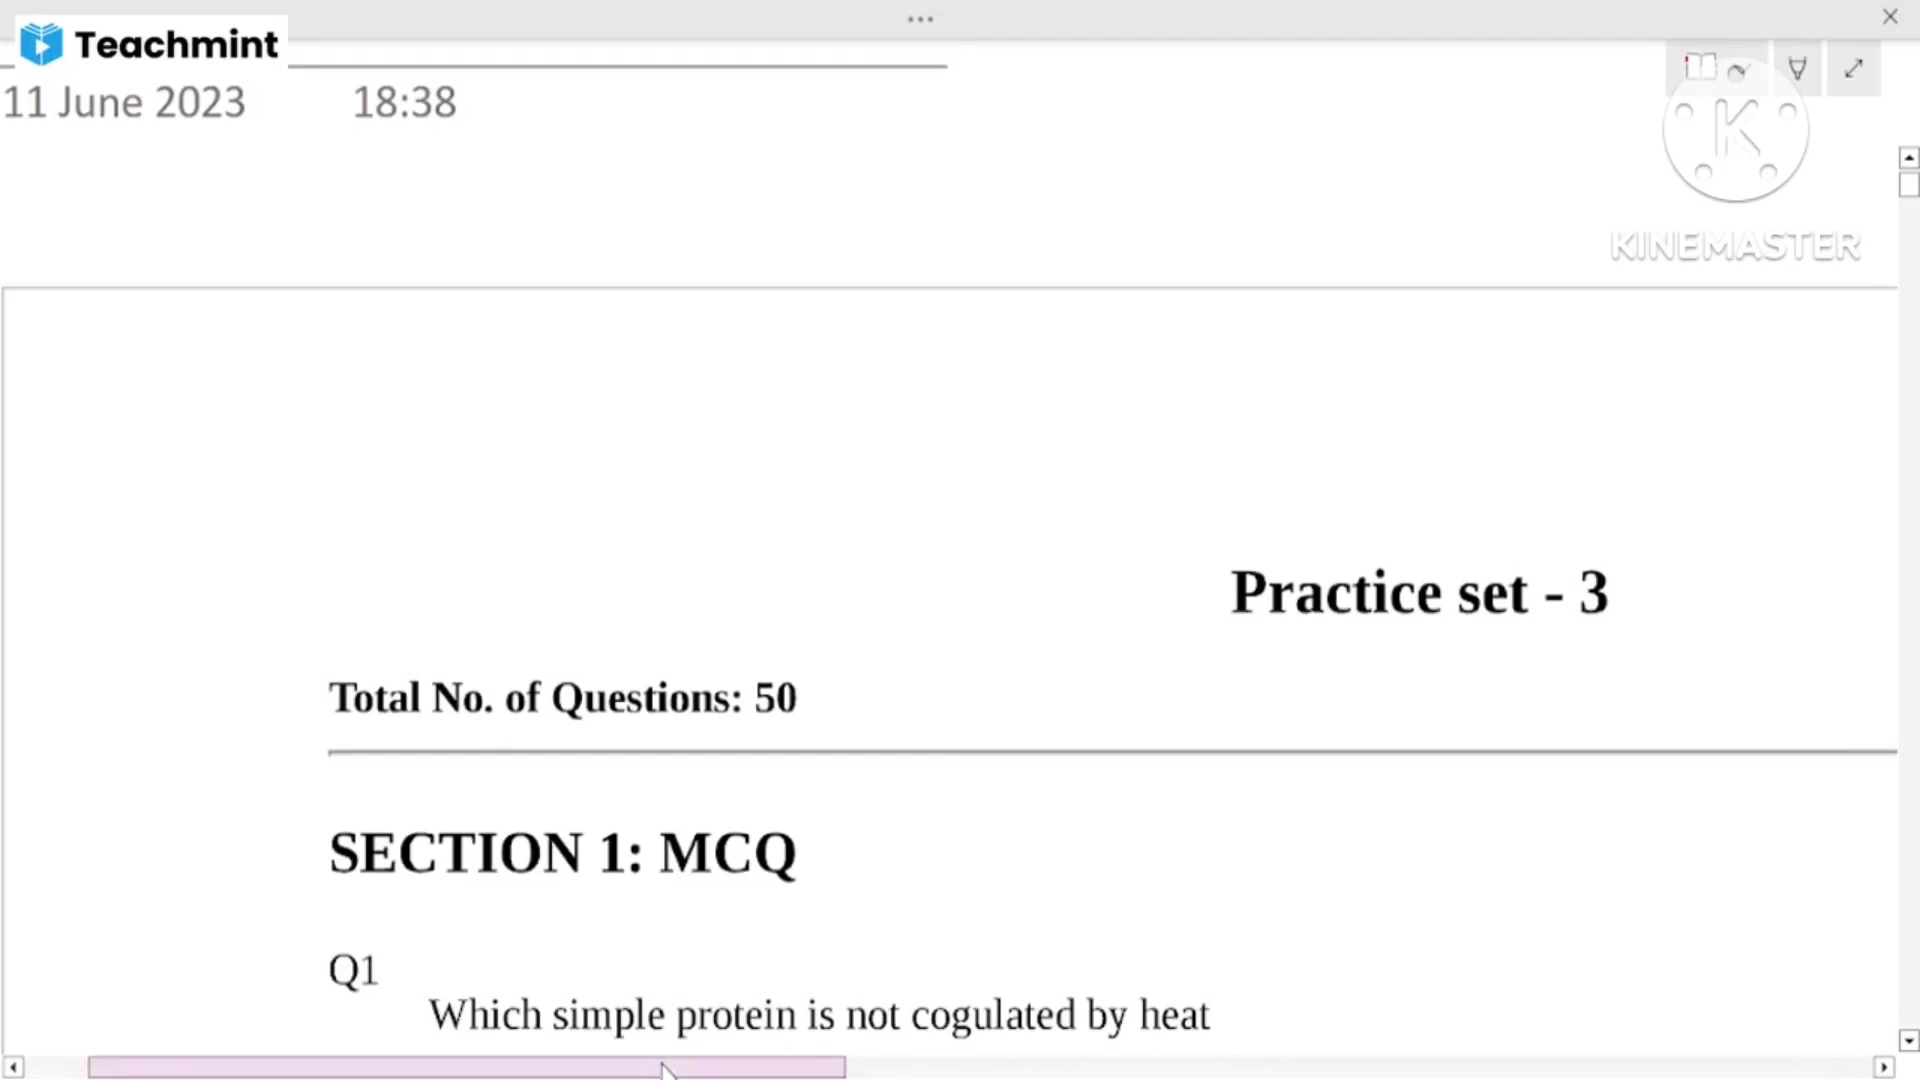 Teachmint
11 June 2023 18:38
KINEMASTER
Practice set - 3
Total No. of Questions: 50
SECTION 1: MCQ
Q1
Which simple protein is not cogulated by heat